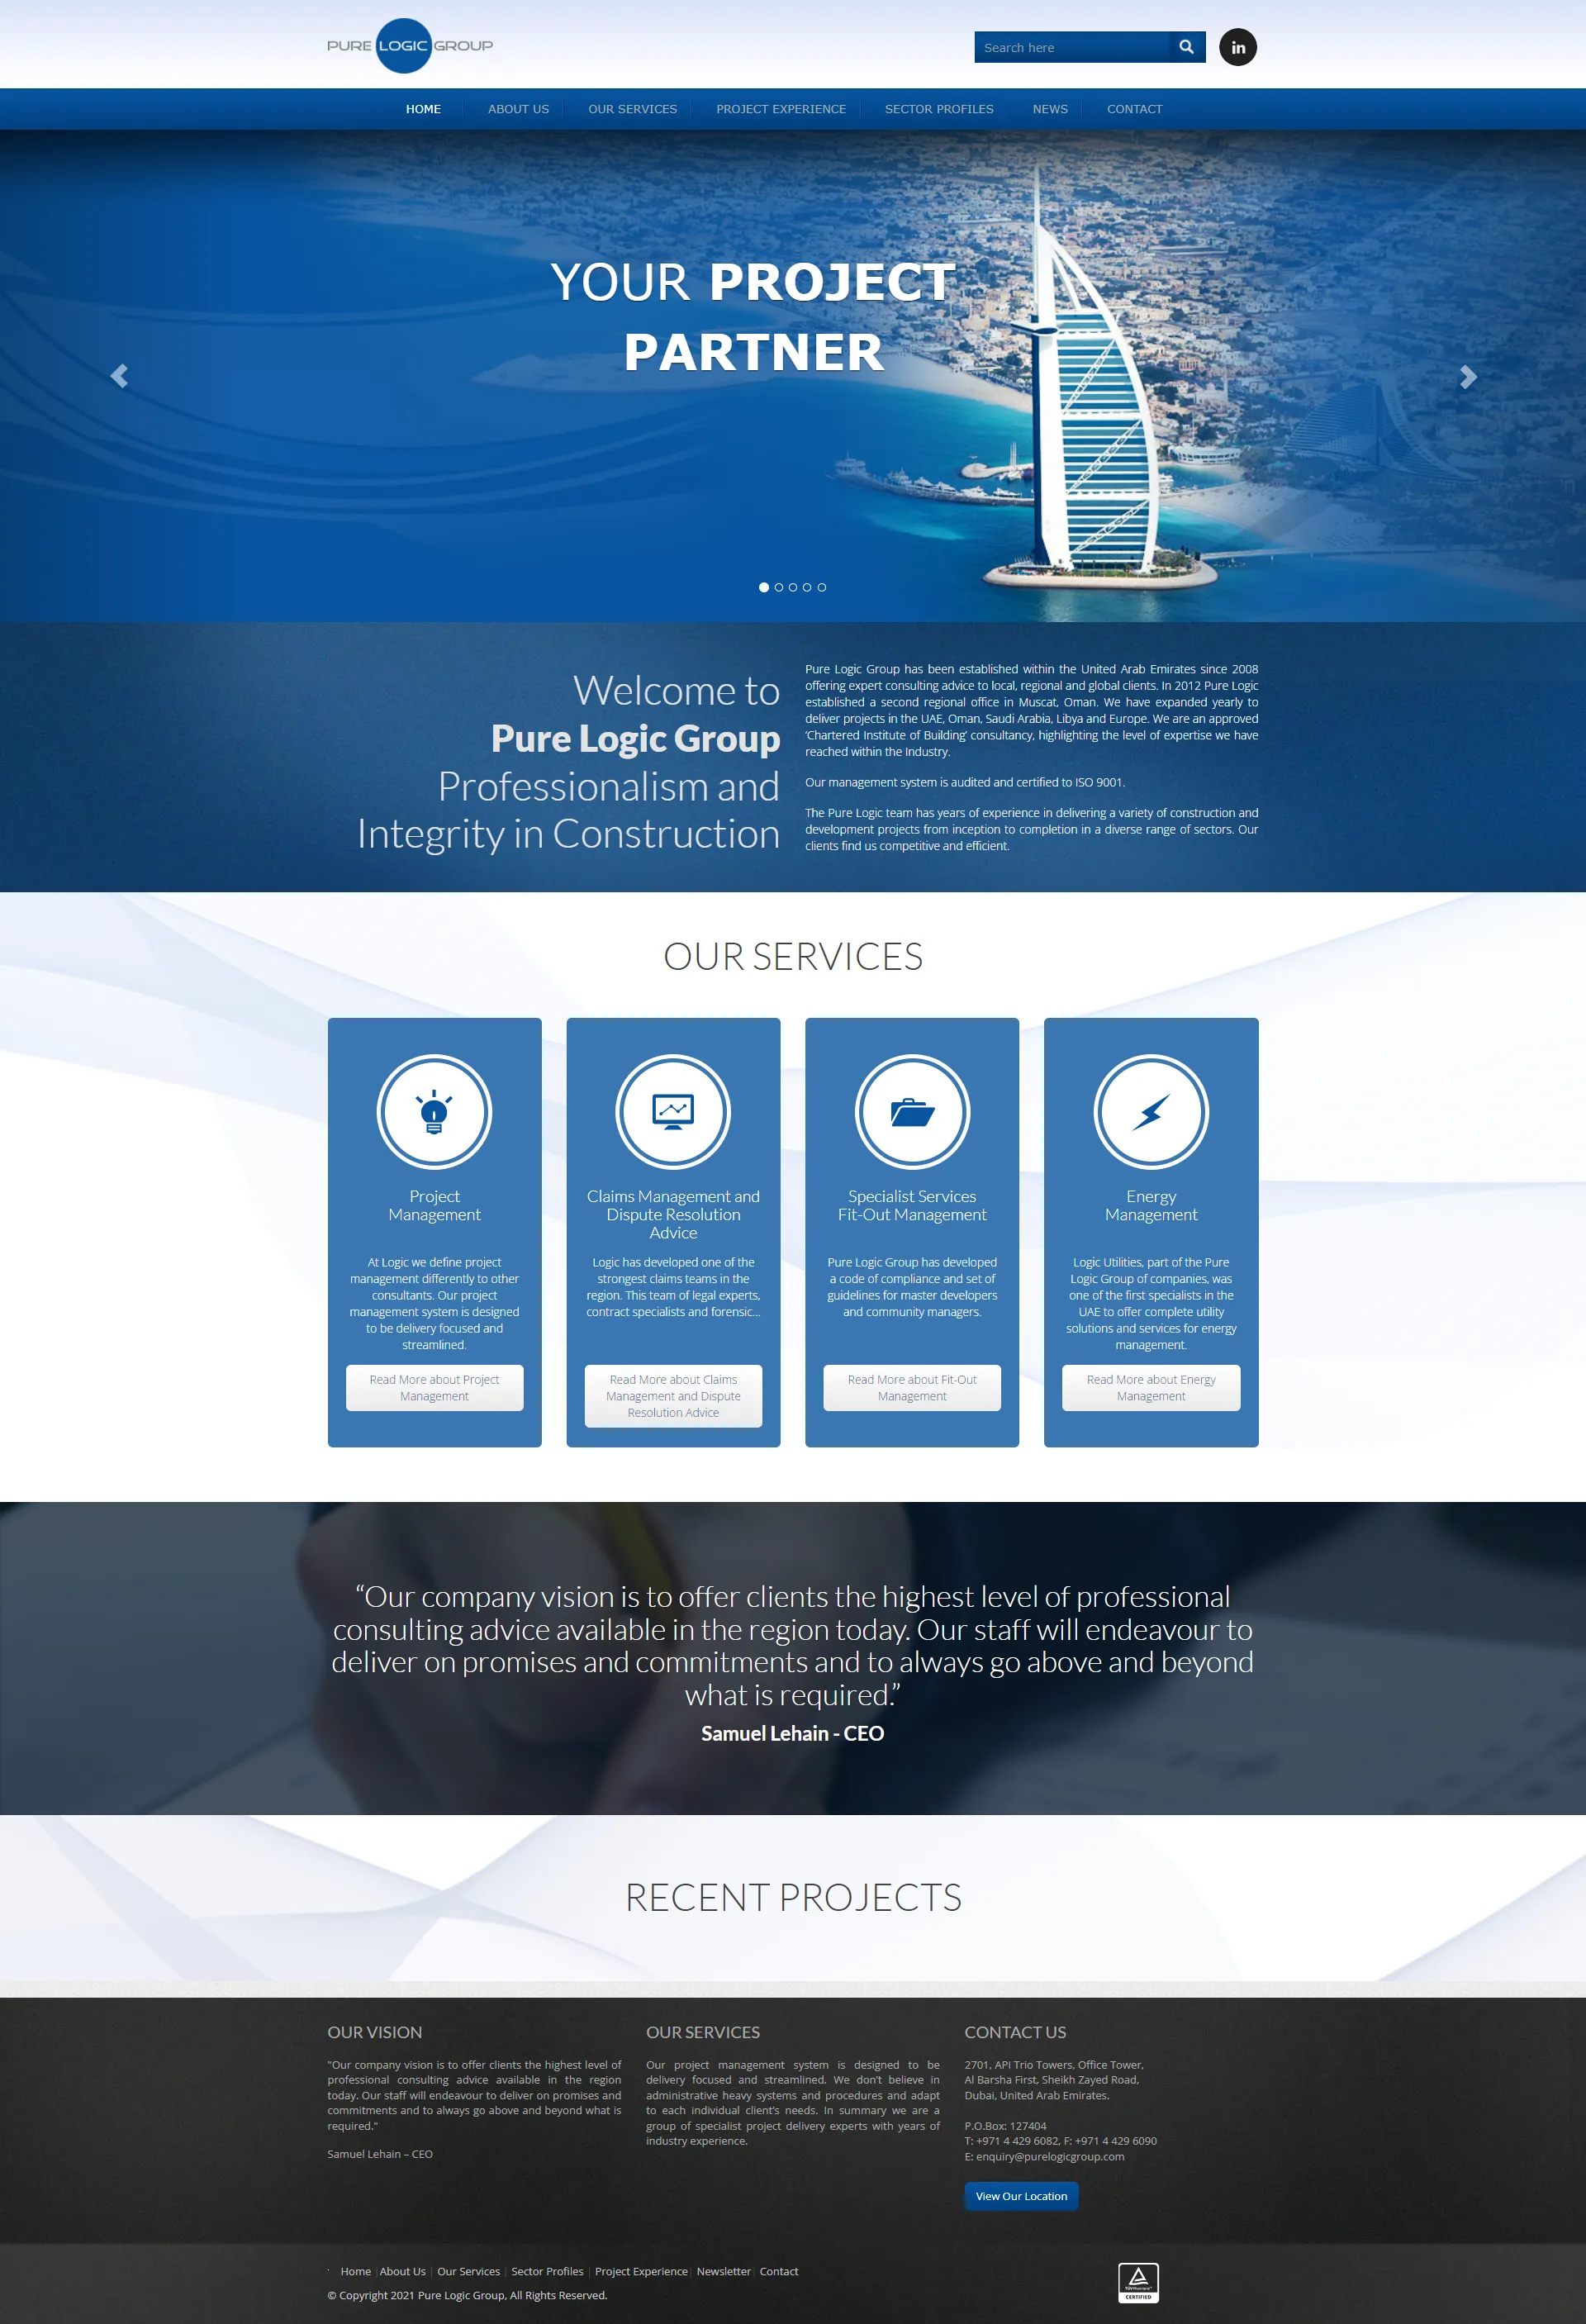 PURE LOGIC GROUP
Search here
in
HOME
ABOUT US
OUR SERVICES
PROJECT EXPERIENCE
SECTOR PROFILES
NEWS
CONTACT
YOUR PROJECT
PARTNER
Welcome to
Pure Logic Group
Professionalism and
Integrity in Construction
Pure Logic Group has been established within the United Arab Emirates since 2008
offering expert consulting advice to local, regional and global clients. In 2012 Pure Logic
established a second regional office in Muscat, Oman. We have expanded yearly to
deliver projects in the UAE, Oman, Saudi Arabia, Libya and Europe. We are an approved
‘Chartered Institute of Building’ consultancy, highlighting the level of expertise we have
reached within the Industry.
Our management system is audited and certified to ISO 9001.
The Pure Logic team has years of experience in delivering a variety of construction and
development projects from inception to completion in a diverse range of sectors. Our
clients find us competitive and efficient.
OUR SERVICES
Project
Management
At Logic we define project
management differently to other
consultants. Our project
management system is designed
to be delivery focused and
streamlined.
Read More about Project
Management
Claims Management and
Dispute Resolution
Advice
Logic has developed one of the
strongest claims teams in the
region. This team of legal experts,
contract specialists and forensic...
Read More about Claims
Management and Dispute
Resolution Advice
Specialist Services
Fit-Out Management
Pure Logic Group has developed
a code of compliance and set of
guidelines for master developers
and community managers.
Read More about Fit-Out
Management
Energy
Management
Logic Utilities, part of the Pure
Logic Group of companies, was
one of the first specialists in the
UAE to offer complete utility
solutions and services for energy
management.
Read More about Energy
Management
“Our company vision is to offer clients the highest level of professional
consulting advice available in the region today. Our staff will endeavour to
deliver on promises and commitments and to always go above and beyond
what is required.”
Samuel Lehain - CEO
RECENT PROJECTS
OUR VISION
"Our company vision is to offer clients the highest level of
professional consulting advice available in the region
today. Our staff will endeavour to deliver on promises and
commitments and to always go above and beyond what is
required."
Samuel Lehain – CEO
OUR SERVICES
Our project management system is designed to be
delivery focused and streamlined. We don’t believe in
administrative heavy systems and procedures and adapt
to each individual client’s needs. In summary we are a
group of specialist project delivery experts with years of
industry experience.
CONTACT US
2701, API Trio Towers, Office Tower,
Al Barsha First, Sheikh Zayed Road,
Dubai, United Arab Emirates.
P.O.Box: 127404
T: +971 4 429 6082, F: +971 4 429 6090
E: enquiry@purelogicgroup.com
View Our Location
Home | About Us | Our Services | Sector Profiles | Project Experience | Newsletter | Contact
© Copyright 2021 Pure Logic Group, All Rights Reserved.
CERTIFIED